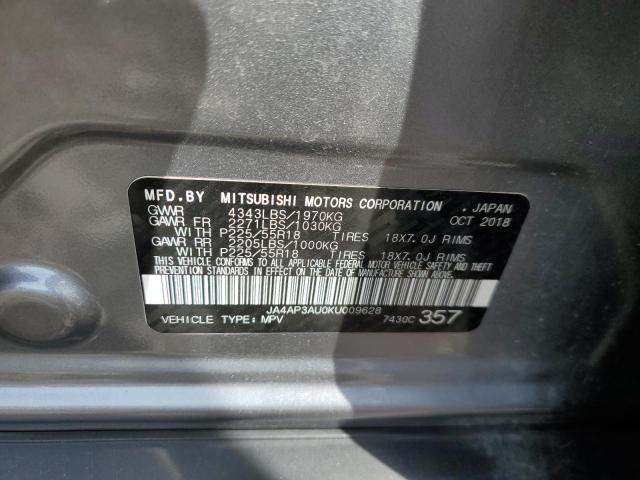 MFD.BY MITSUBISHI MOTORS CORPORATION . JAPAN
GVWR 4343LBS/1970KG OCT 2018
GAWR FR 2271LBS/1030KG
WITH P225/55R18 TIRES 18X7.0J RIMS
GAWR RR 2205LBS/1000KG
WITH P225/55R18 TIRES 18X7.0J RIMS
THIS VEHICLE CONFORMS TO ALL APPLICABLE FEDERAL MOTOR VEHICLE SAFETY AND THEFT
PREVENTION STANDARDS IN EFFECT ON THE DATE OF MANUFACTURE SHOWN ABOVE.
JA4AP3AU0KU009628
VEHICLE TYPE:MPV 7430C 357